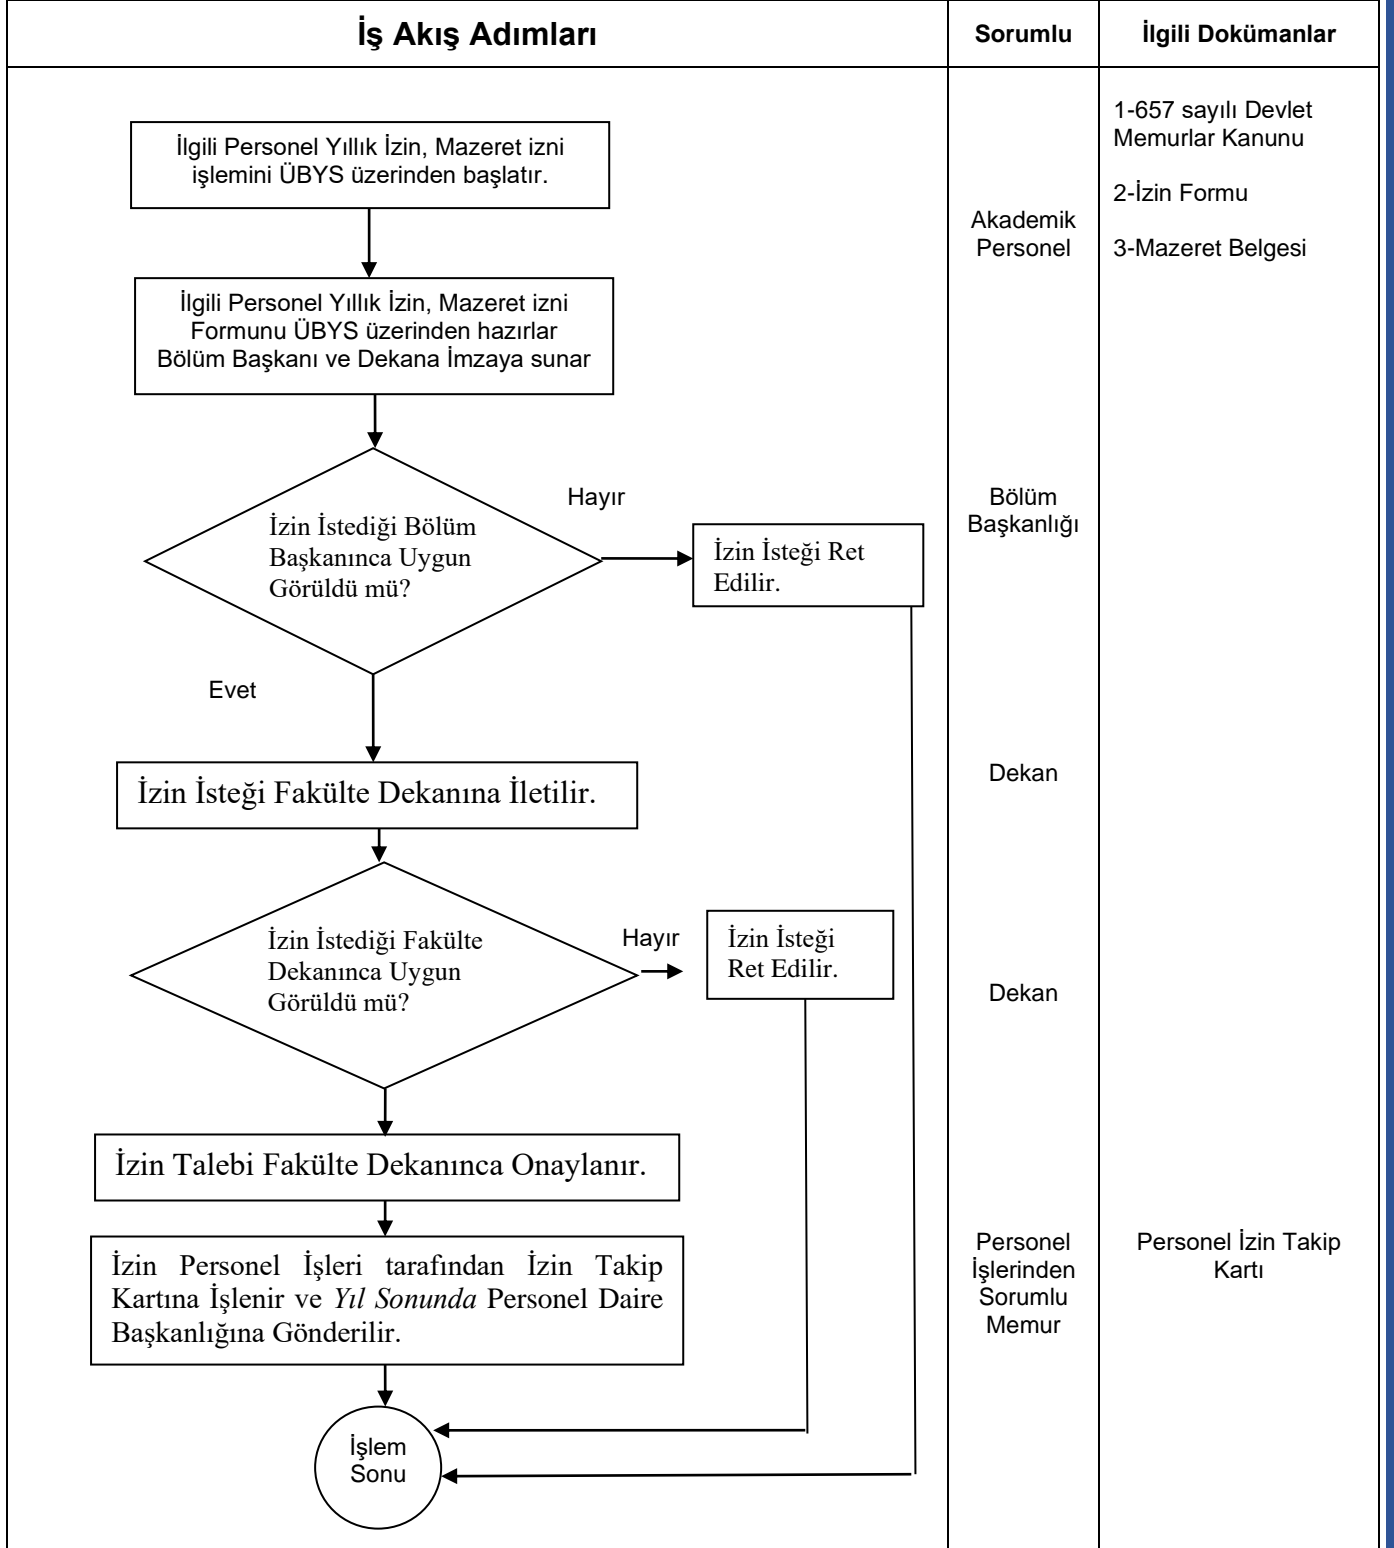 İş Akış Adımları
Sorumlu
İlgili Dokümanlar
İlgili Personel Yıllık İzin, Mazeret izni
işlemini ÜBYS üzerinden başlatır.
Akademik
Personel
1-657 sayılı Devlet
Memurlar Kanunu
2-İzin Formu
3-Mazeret Belgesi
İlgili Personel Yıllık İzin, Mazeret izni
Formunu ÜBYS üzerinden hazırlar
Bölüm Başkanı ve Dekana İmzaya sunar
İzin İstediği Bölüm
Başkanınca Uygun
Görüldü mü?
Hayır
İzin İsteği Ret
Edilir.
Bölüm
Başkanlığı
Evet
İzin İsteği Fakülte Dekanına İletilir.
Dekan
İzin İstediği Fakülte
Dekanınca Uygun
Görüldü mü?
Hayır
İzin İsteği
Ret Edilir.
Dekan
İzin Talebi Fakülte Dekanınca Onaylanır.
İzin Personel İşleri tarafından İzin Takip
Kartına İşlenir ve Yıl Sonunda Personel Daire
Başkanlığına Gönderilir.
Personel
İşlerinden
Sorumlu
Memur
Personel İzin Takip
Kartı
İşlem
Sonu